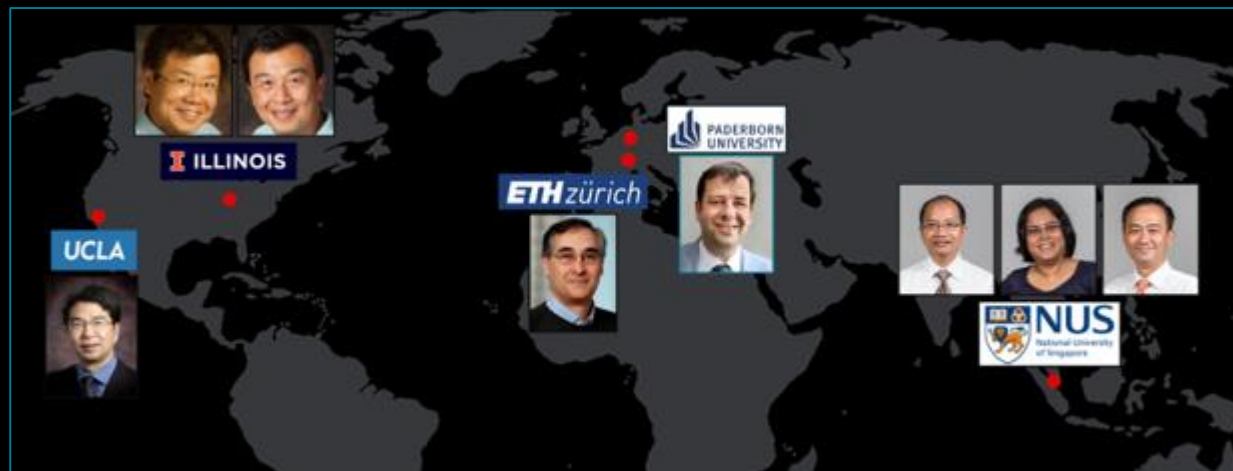 I ILLINOIS
UCLA
ETH zürich
PADERBORN
UNIVERSITY
NUS
National University
of Singapore